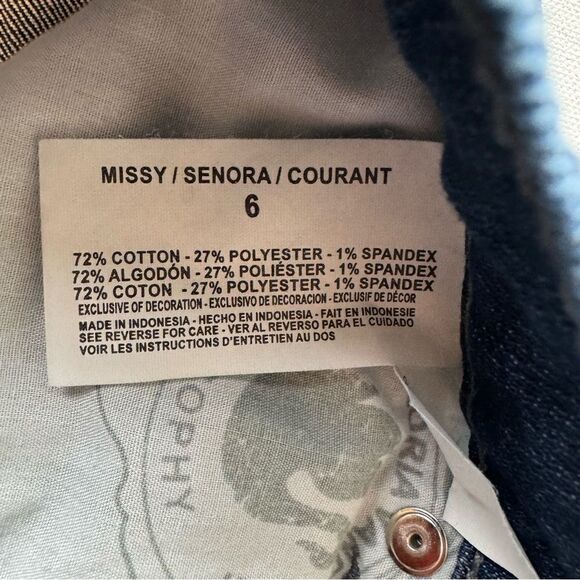 MISSY / SENORA / COURANT
6
72% COTTON - 27% POLYESTER - 1% SPANDEX
72% ALGODÓN - 27% POLIÉSTER - 1% SPANDEX
72% COTON - 27% POLYESTER - 1% SPANDEX
EXCLUSIVE OF DECORATION - EXCLUSIVO DE DECORACION - EXCLUSIF DE DÉCOR
MADE IN INDONESIA - HECHO EN INDONESIA - FAIT EN INDONESIE
SEE REVERSE FOR CARE - VER AL REVERSO PARA EL CUIDADO
VOIR LES INSTRUCTIONS D'ENTRETIEN AU DOS